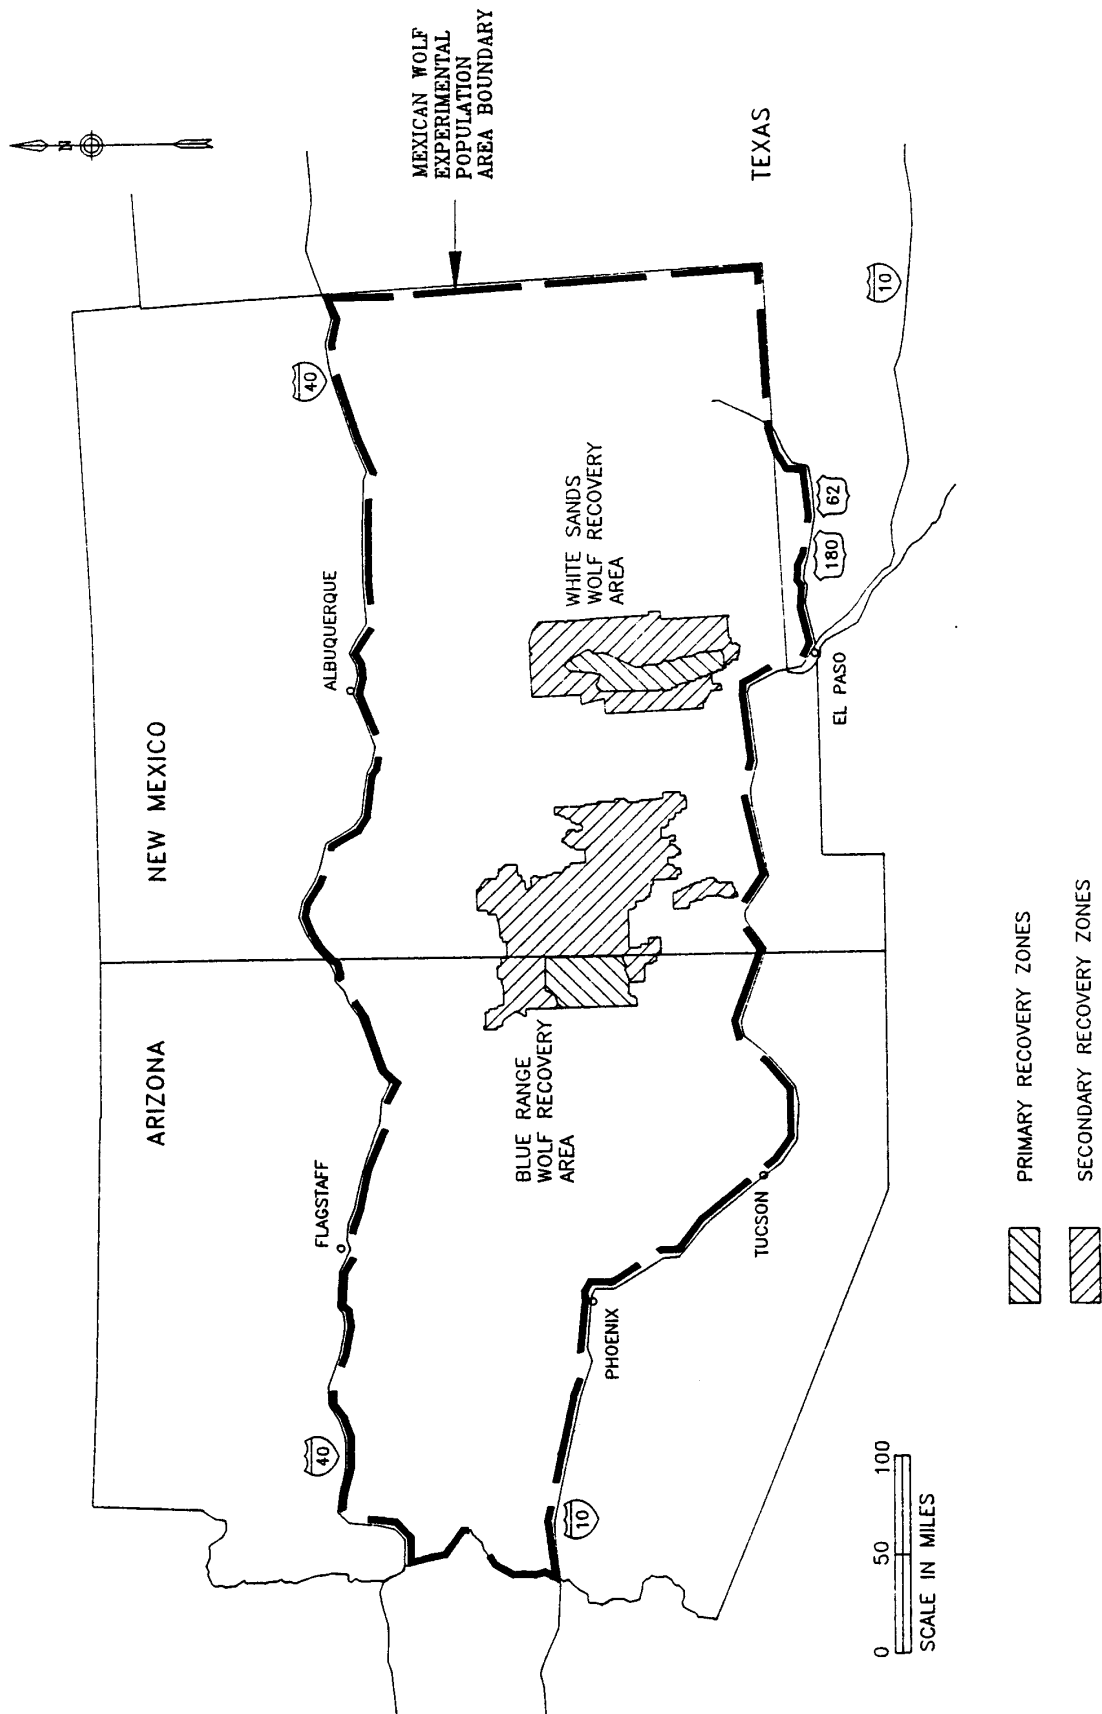 N
MEXICAN WOLF
EXPERIMENTAL
POPULATION
AREA BOUNDARY
ARIZONA
NEW MEXICO
TEXAS
40
FLAGSTAFF
ALBUQUERQUE
40
BLUE RANGE
WOLF RECOVERY
AREA
WHITE SANDS
WOLF RECOVERY
AREA
10
PHOENIX
TUCSON
EL PASO
180
62
10
0
50
100
SCALE IN MILES
PRIMARY RECOVERY ZONES
SECONDARY RECOVERY ZONES